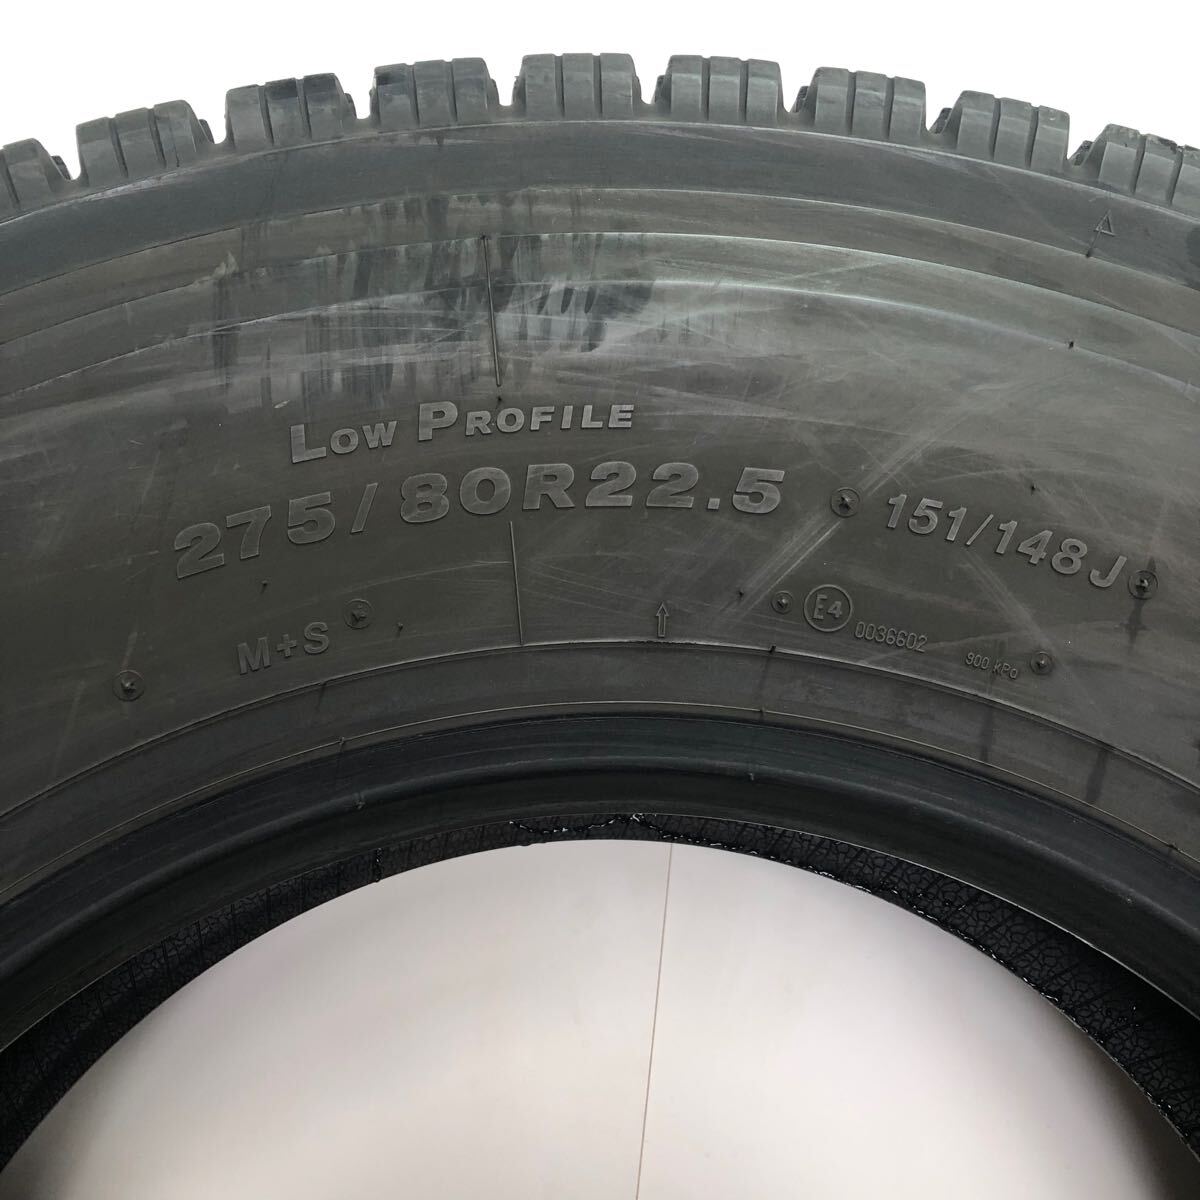 LOW PROFILE
275/80R22.5 151/148J
M+S E4 0036602 900 kPa